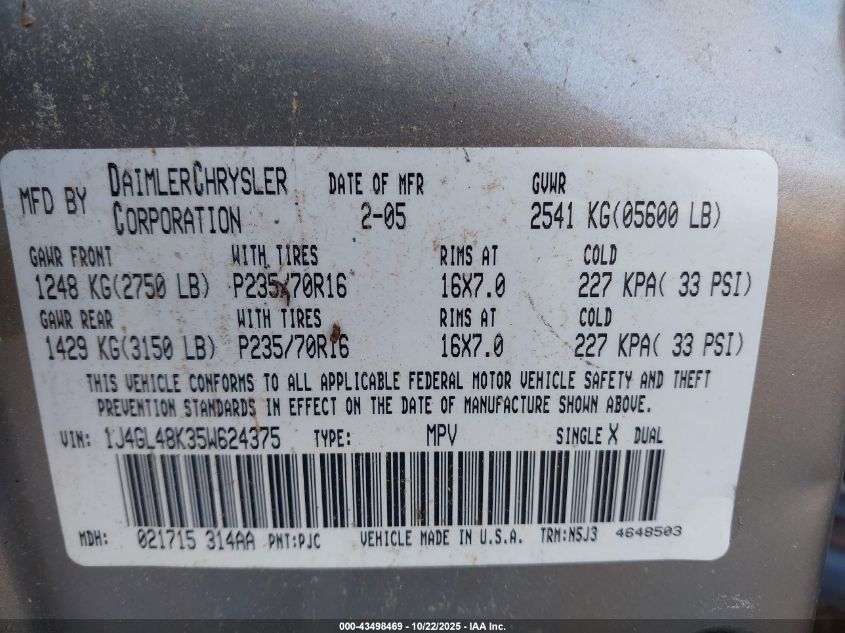 MFD BY DAIMLERCHRYSLER CORPORATION DATE OF MFR 2-05 GVWR 2541 KG(05600 LB)
GAWR FRONT WITH TIRES RIMS AT COLD
1248 KG(2750 LB) P235/70R16 16X7.0 227 KPA( 33 PSI)
GAWR REAR WITH TIRES RIMS AT COLD
1429 KG(3150 LB) P235/70R16 16X7.0 227 KPA( 33 PSI)
THIS VEHICLE CONFORMS TO ALL APPLICABLE FEDERAL MOTOR VEHICLE SAFETY AND THEFT
PREVENTION STANDARDS IN EFFECT ON THE DATE OF MANUFACTURE SHOWN ABOVE.
VIN: 1J4GL48K35W624375 TYPE: MPV SINGLE X DUAL
MDH: 021715 314AA PNT:PJC VEHICLE MADE IN U.S.A. TRM:N5J3 4648503
000-43498469 - 10/22/2025 - IAA Inc.